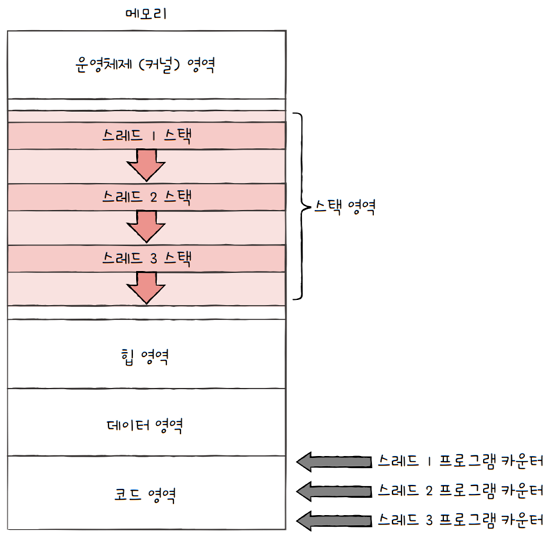 메모리
운영체제 (커널) 영역
스레드 1 스택
스레드 2 스택
스택 영역
스레드 3 스택
힙 영역
데이터 영역
스레드 1 프로그램 카운터
코드 영역
스레드 2 프로그램 카운터
스레드 3 프로그램 카운터